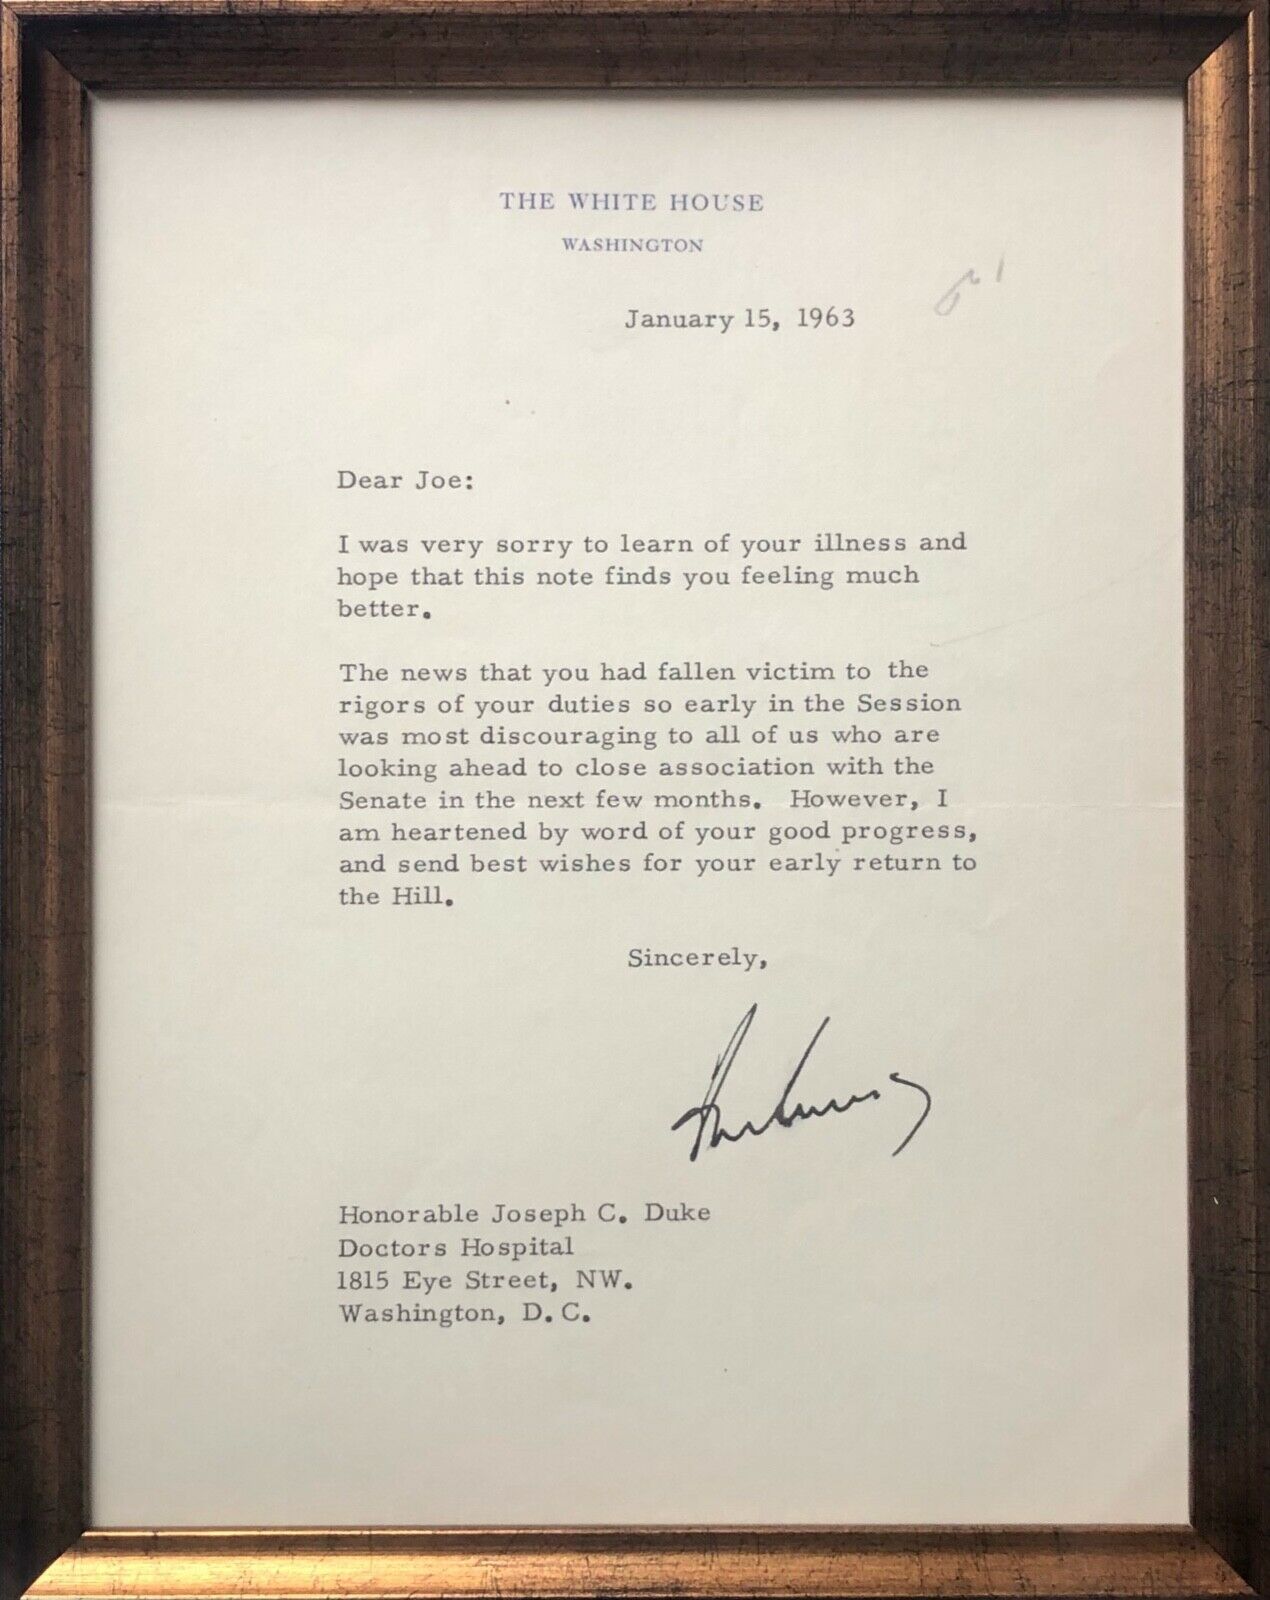 THE WHITE HOUSE
WASHINGTON
January 15, 1963
Dear Joe:
I was very sorry to learn of your illness and
hope that this note finds you feeling much
better.
The news that you had fallen victim to the
rigors of your duties so early in the Session
was most discouraging to all of us who are
looking ahead to close association with the
Senate in the next few months. However, I
am heartened by word of your good progress,
and send best wishes for your early return to
the Hill.
Sincerely,
Honorable Joseph C. Duke
Doctors Hospital
1815 Eye Street, NW.
Washington, D. C.